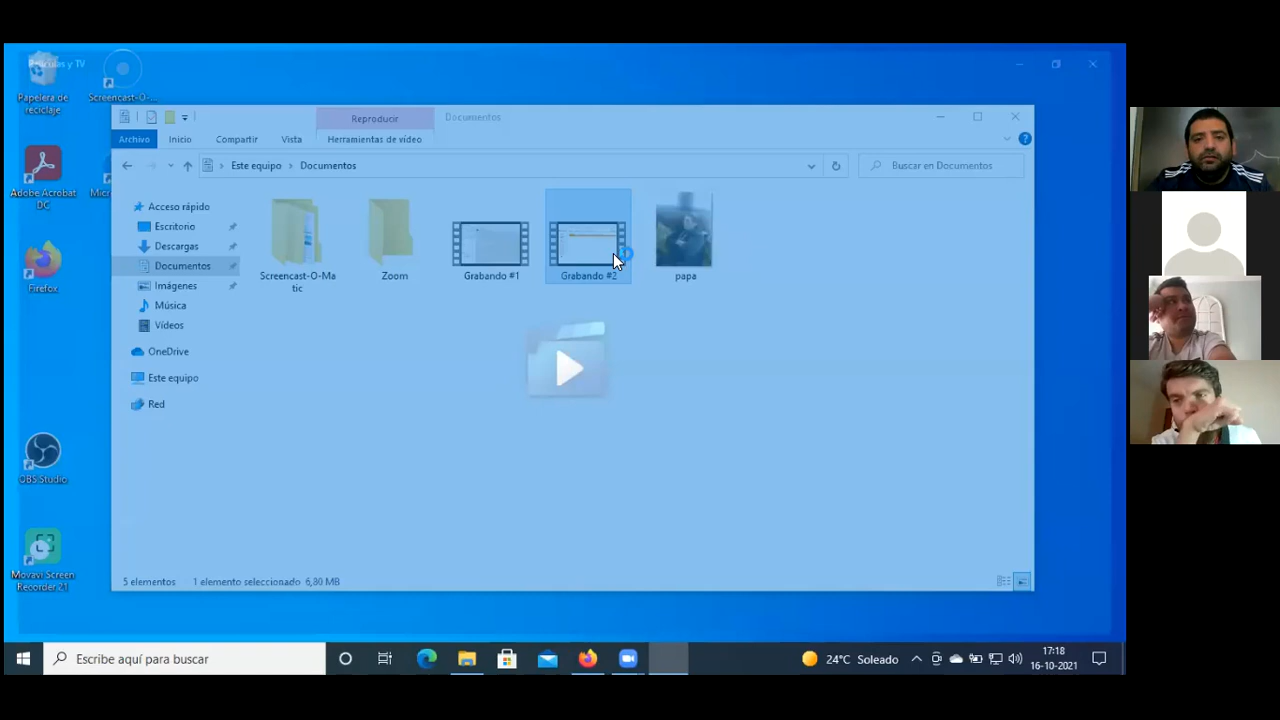 Películas y TV
Papelera de
reciclaje
Screencast-O-...
Reproducir
Documentos
Archivo
Inicio
Compartir
Vista
Herramientas de vídeo
Este equipo > Documentos
Buscar en Documentos
Adobe Acrobat
DC
Firefox
OBS Studio
Movavi Screen
Recorder 21
Acceso rápido
Escritorio
Descargas
Documentos
Imágenes
Música
Vídeos
OneDrive
Este equipo
Red
Screencast-O-Ma
tic
Zoom
Grabando #1
Grabando #2
papa
5 elementos
1 elemento seleccionado 6,80 MB
Escribe aquí para buscar
24°C Soleado
17:18
16-10-2021